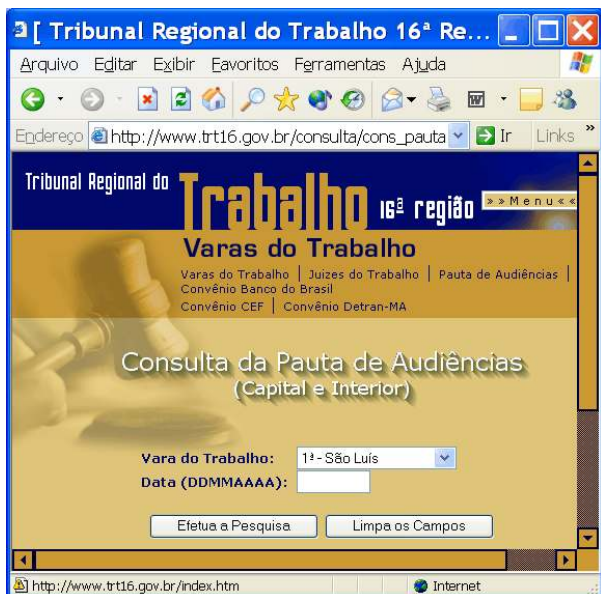 [ Tribunal Regional do Trabalho 16ª Re...
Arquivo Editar Exibir Favoritos Ferramentas Ajuda
Endereço http://www.trt16.gov.br/consulta/cons_pauta Ir Links »
Tribunal Regional do Trabalho 16ª região »»Menu««
Varas do Trabalho
Varas do Trabalho | Juizes do Trabalho | Pauta de Audiências |
Convênio Banco do Brasil
Convênio CEF | Convênio Detran-MA
Consulta da Pauta de Audiências
(Capital e Interior)
Vara do Trabalho: 1ª - São Luís
Data (DDMMAAAA):
Efetua a Pesquisa Limpa os Campos
http://www.trt16.gov.br/index.htm Internet